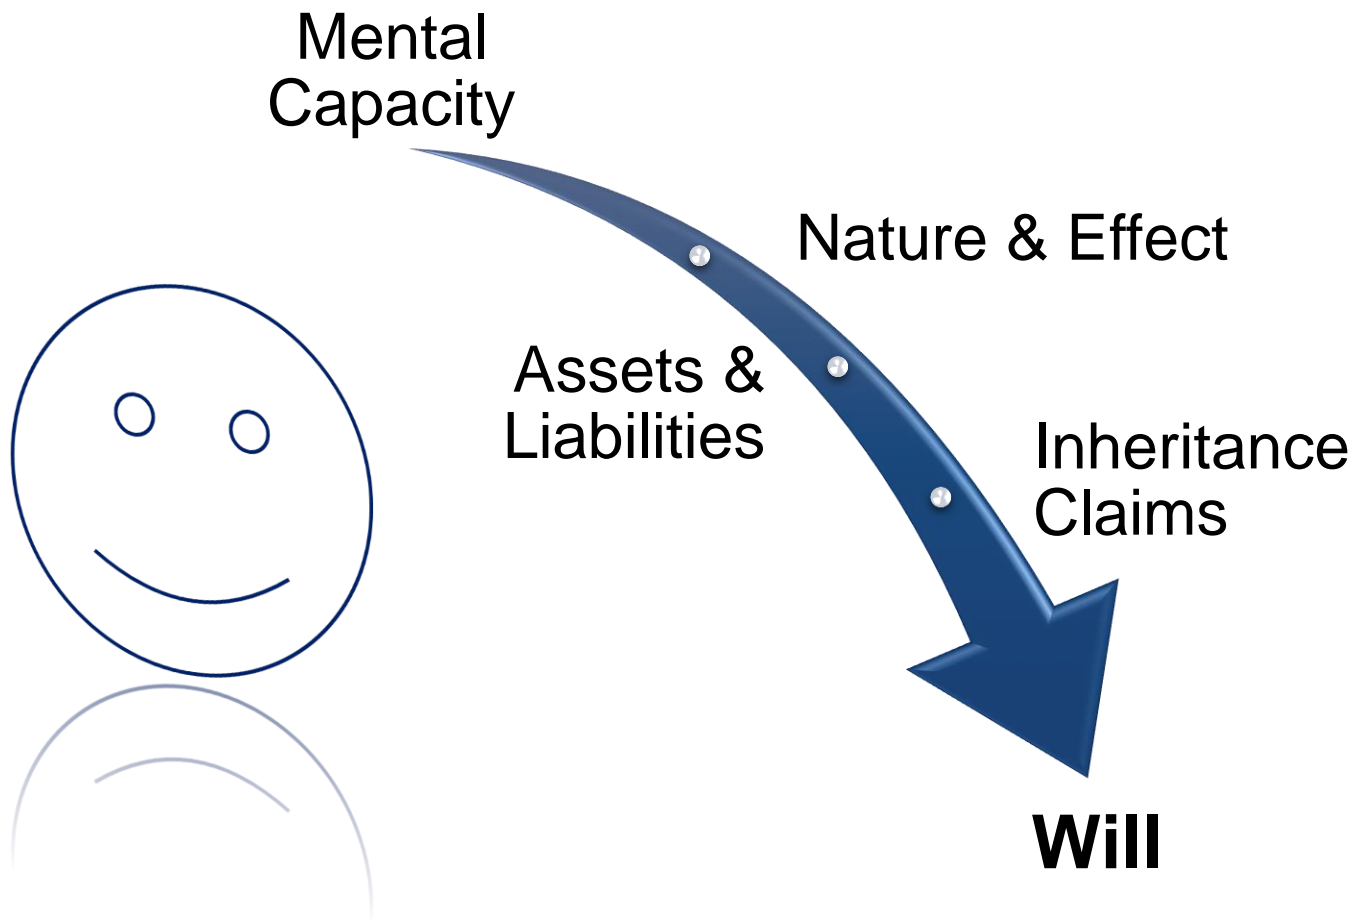 Mental
Capacity
Nature & Effect
Assets &
Liabilities
Inheritance
Claims
Will